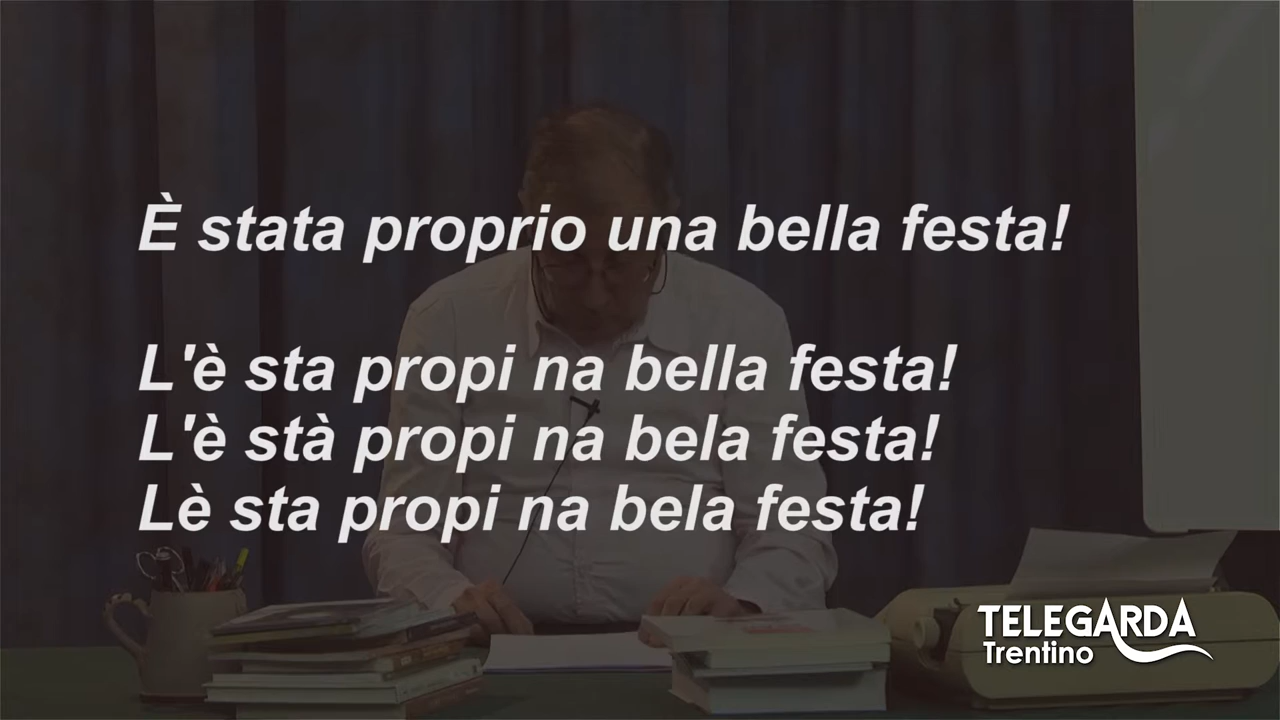 È stata proprio una bella festa!
L'è sta propi na bella festa!
L'è stà propi na bela festa!
Lè sta propi na bela festa!
TELEGARDA
Trentino